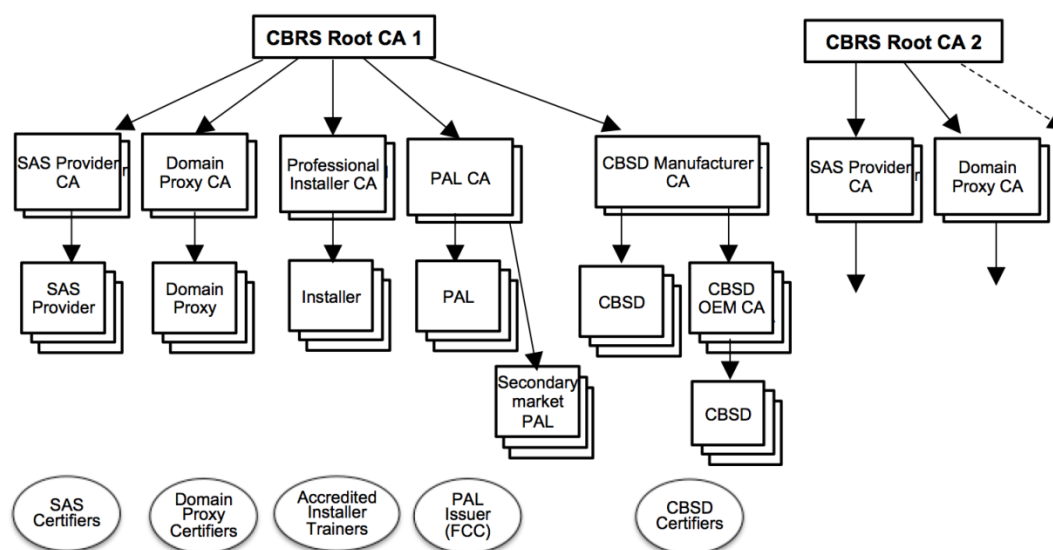 CBRS Root CA 1
CBRS Root CA 2
SAS Provider
CA
Domain
Proxy CA
Professional
Installer CA
PAL CA
CBSD Manufacturer
CA
SAS Provider
CA
Domain
Proxy CA
SAS
Provider
Domain
Proxy
Installer
PAL
CBSD
CBSD
OEM CA
Secondary
market
PAL
CBSD
SAS
Certifiers
Domain
Proxy
Certifiers
Accredited
Installer
Trainers
PAL
Issuer
(FCC)
CBSD
Certifiers